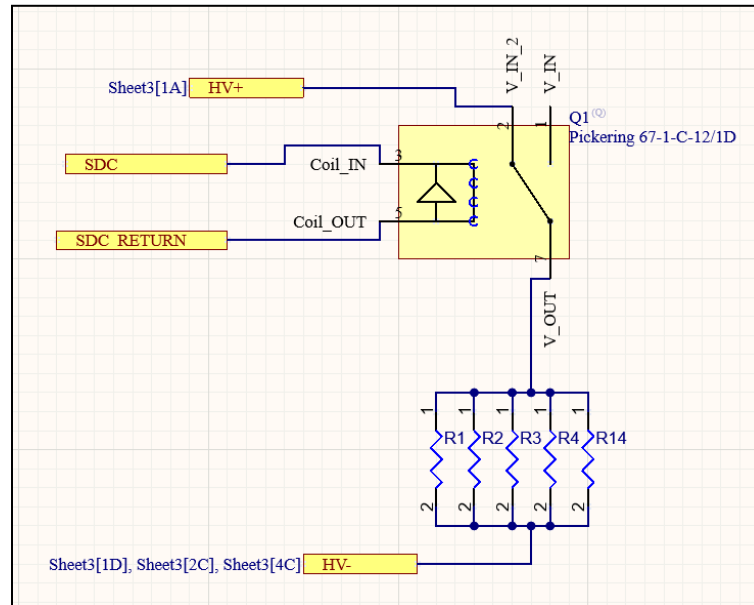 V_IN_2
V_IN
Sheet3[1A]
HV+
2
1
Q1 (Q)
Pickering 67-1-C-12/1D
SDC
Coil_IN
3
Coil_OUT
5
SDC_RETURN
7
V_OUT
1
1
1
1
1
R1
R2
R3
R4
R14
2
2
2
2
2
Sheet3[1D], Sheet3[2C], Sheet3[4C]
HV-